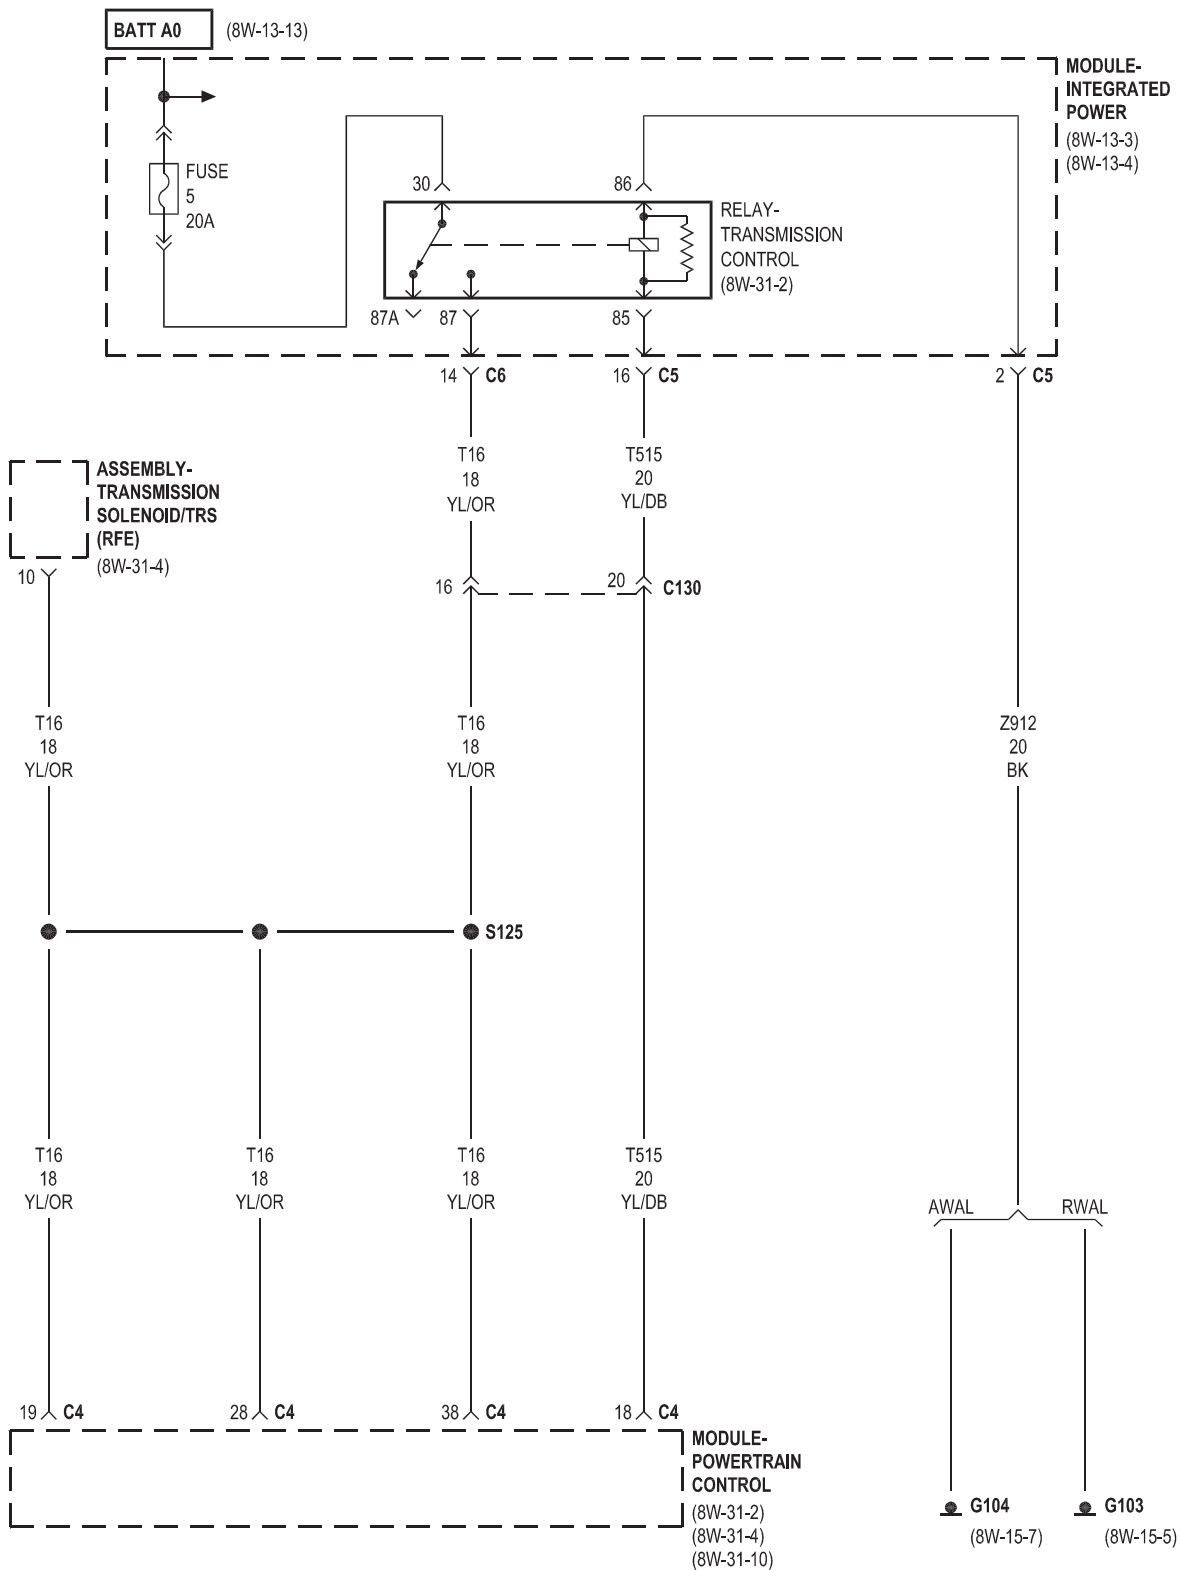 BATT A0 (8W-13-13)
MODULE-
INTEGRATED
POWER
(8W-13-3)
(8W-13-4)
FUSE
5
20A
30
86
RELAY-
TRANSMISSION
CONTROL
(8W-31-2)
87A
87
85
14 C6
16 C5
2 C5
T16
18
YL/OR
T515
20
YL/DB
ASSEMBLY-
TRANSMISSION
SOLENOID/TRS
(RFE)
(8W-31-4)
10
16
20
C130
T16
18
YL/OR
T16
18
YL/OR
Z912
20
BK
S125
T16
18
YL/OR
T16
18
YL/OR
T16
18
YL/OR
T515
20
YL/DB
AWAL
RWAL
19 C4
28 C4
38 C4
18 C4
MODULE-
POWERTRAIN
CONTROL
(8W-31-2)
(8W-31-4)
(8W-31-10)
G104
(8W-15-7)
G103
(8W-15-5)